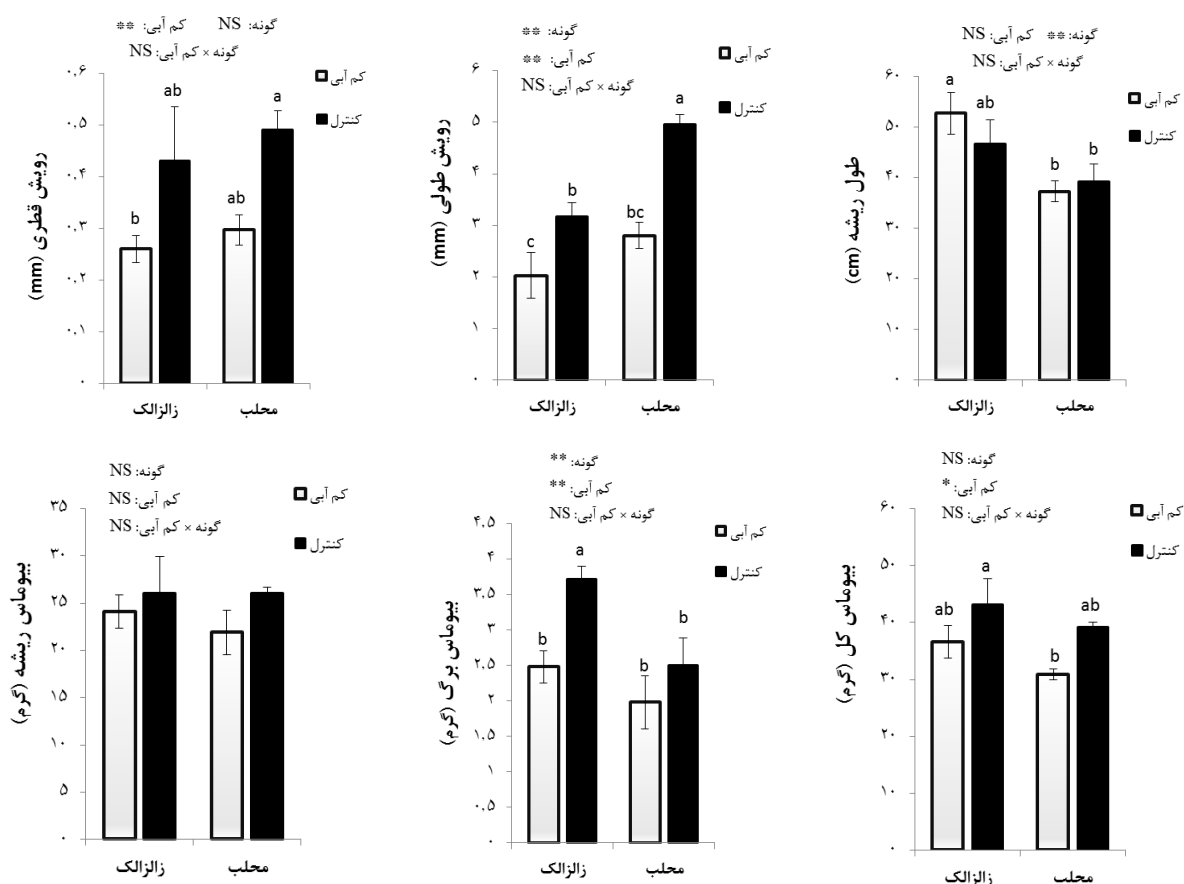 گونه: NS کم آبی: **
گونه × کم آبی: NS
رویش قطری (mm)
۰,۶
۰,۵
۰,۴
۰,۳
۰,۲
۰,۱
۰
ab
a
b
ab
کم آبی
کنترل
زالزالک محلب
گونه: **
کم آبی: **
گونه × کم آبی: NS
رویش طولی (mm)
۶
۵
۴
۳
۲
۱
۰
a
b
bc
c
کم آبی
کنترل
زالزالک محلب
گونه: ** کم آبی: NS
گونه × کم آبی: NS
طول ریشه (cm)
۶۰
۵۰
۴۰
۳۰
۲۰
۱۰
۰
a
ab
b
b
کم آبی
کنترل
زالزالک محلب
گونه: NS
کم آبی: NS
گونه × کم آبی: NS
بیوماس ریشه (گرم)
۳۵
۳۰
۲۵
۲۰
۱۵
۱۰
۵
۰
کم آبی
کنترل
زالزالک محلب
گونه: **
کم آبی: **
گونه × کم آبی: NS
بیوماس برگ (گرم)
۴,۵
۴
۳,۵
۳
۲,۵
۲
۱,۵
۱
۰,۵
۰
a
b
b
b
کم آبی
کنترل
زالزالک محلب
گونه: NS
کم آبی: *
گونه × کم آبی: NS
بیوماس کل (گرم)
۶۰
۵۰
۴۰
۳۰
۲۰
۱۰
۰
a
ab
ab
b
کم آبی
کنترل
زالزالک محلب